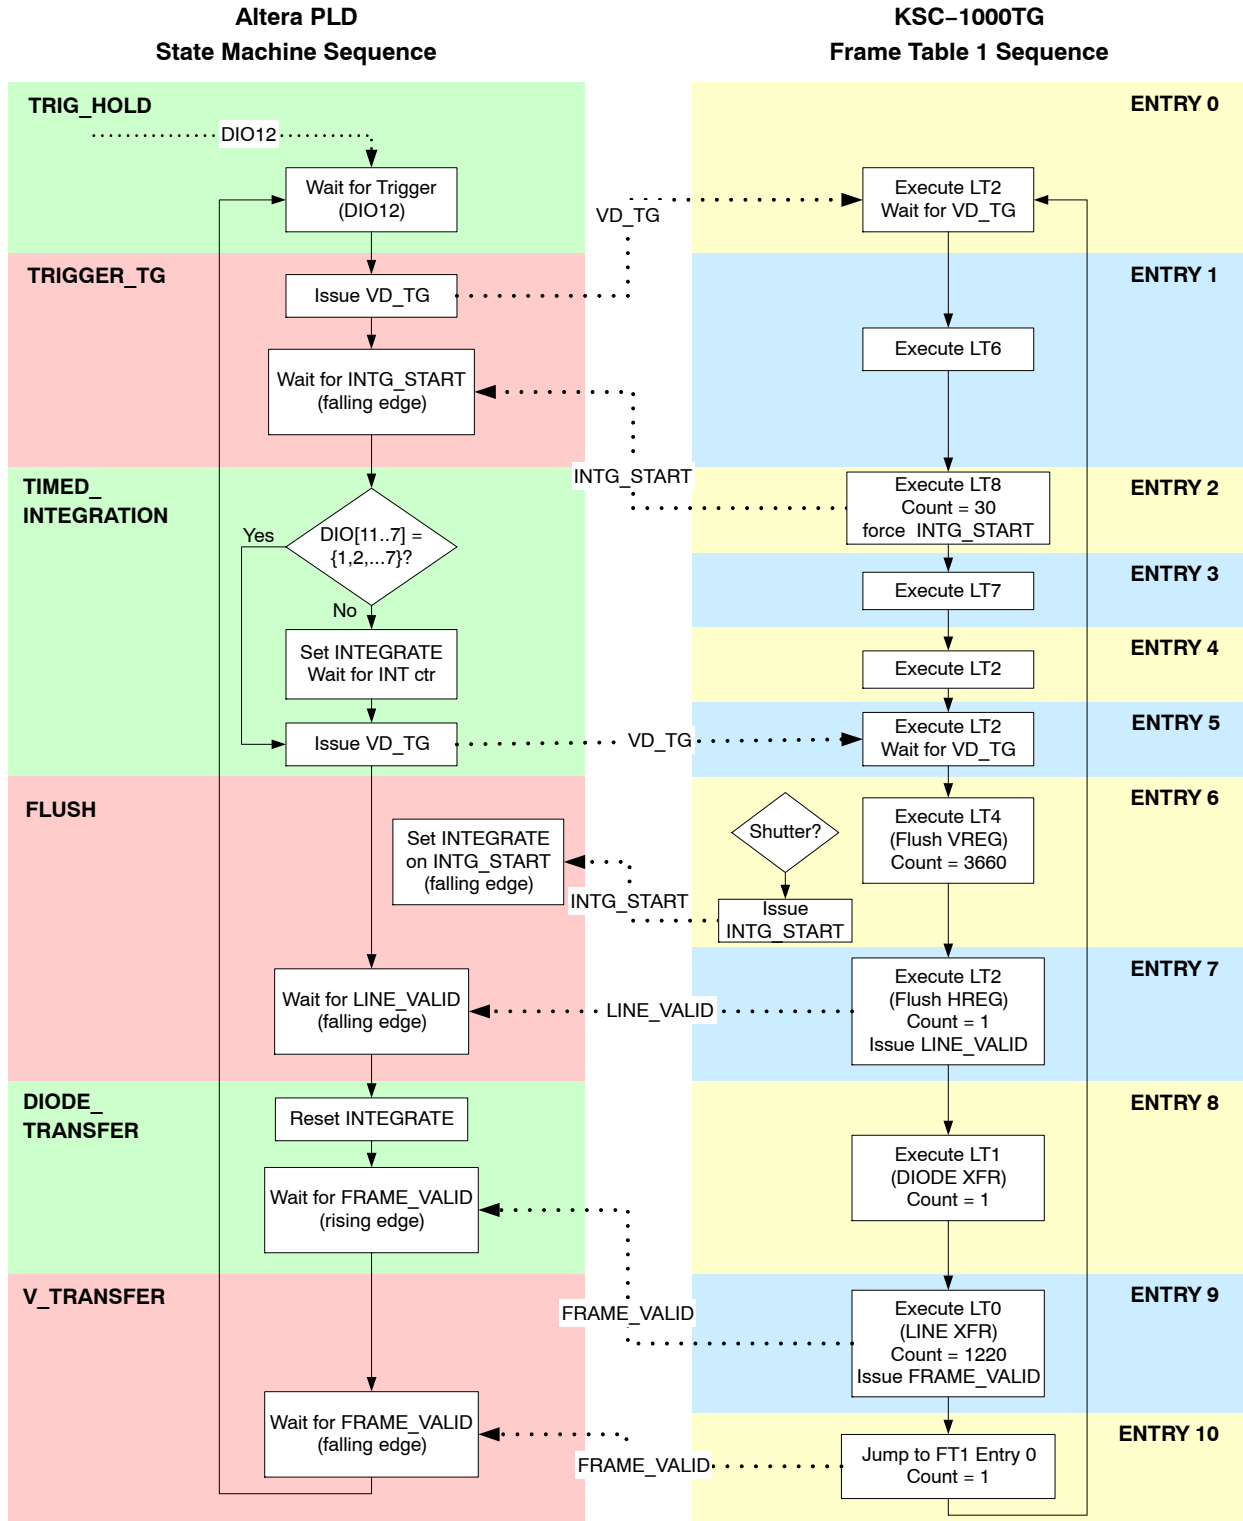 Altera PLD
State Machine Sequence
KSC−1000TG
Frame Table 1 Sequence
TRIG_HOLD
DIO12
Wait for Trigger
(DIO12)
TRIGGER_TG
Issue VD_TG
Wait for INTG_START
(falling edge)
TIMED_
INTEGRATION
DIO[11..7] =
{1,2,...7}?
Yes
No
Set INTEGRATE
Wait for INT ctr
Issue VD_TG
FLUSH
Set INTEGRATE
on INTG_START
(falling edge)
Wait for LINE_VALID
(falling edge)
DIODE_
TRANSFER
Reset INTEGRATE
Wait for FRAME_VALID
(rising edge)
V_TRANSFER
Wait for FRAME_VALID
(falling edge)
VD_TG
INTG_START
VD_TG
INTG_START
LINE_VALID
FRAME_VALID
FRAME_VALID
ENTRY 0
Execute LT2
Wait for VD_TG
ENTRY 1
Execute LT6
ENTRY 2
Execute LT8
Count = 30
force INTG_START
ENTRY 3
Execute LT7
ENTRY 4
Execute LT2
ENTRY 5
Execute LT2
Wait for VD_TG
ENTRY 6
Shutter?
Issue
INTG_START
Execute LT4
(Flush VREG)
Count = 3660
ENTRY 7
Execute LT2
(Flush HREG)
Count = 1
Issue LINE_VALID
ENTRY 8
Execute LT1
(DIODE XFR)
Count = 1
ENTRY 9
Execute LT0
(LINE XFR)
Count = 1220
Issue FRAME_VALID
ENTRY 10
Jump to FT1 Entry 0
Count = 1